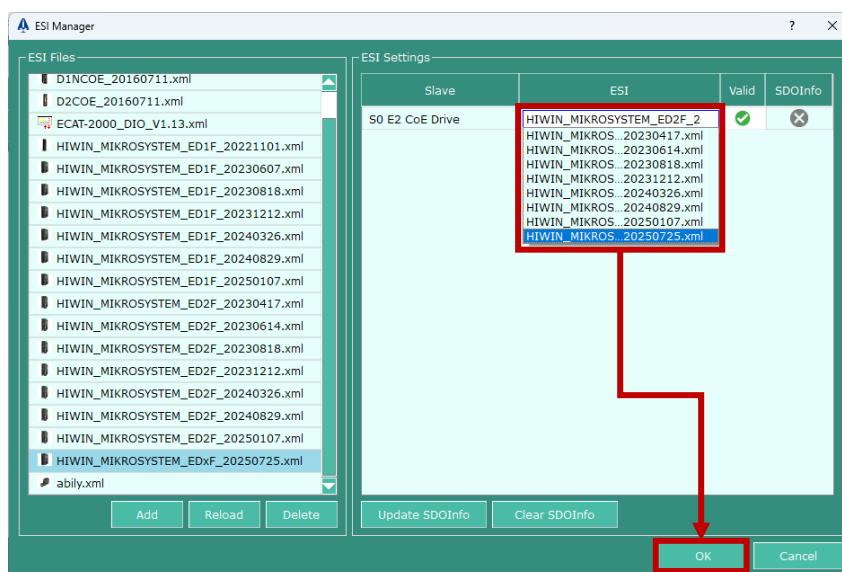 ESI Manager
?
ESI Files
D1NCOE_20160711.xml
D2COE_20160711.xml
ECAT-2000_DIO_V1.13.xml
HIWIN_MIKROSYSTEM_ED1F_20221101.xml
HIWIN_MIKROSYSTEM_ED1F_20230607.xml
HIWIN_MIKROSYSTEM_ED1F_20230818.xml
HIWIN_MIKROSYSTEM_ED1F_20231212.xml
HIWIN_MIKROSYSTEM_ED1F_20240326.xml
HIWIN_MIKROSYSTEM_ED1F_20240829.xml
HIWIN_MIKROSYSTEM_ED1F_20250107.xml
HIWIN_MIKROSYSTEM_ED2F_20230417.xml
HIWIN_MIKROSYSTEM_ED2F_20230614.xml
HIWIN_MIKROSYSTEM_ED2F_20230818.xml
HIWIN_MIKROSYSTEM_ED2F_20231212.xml
HIWIN_MIKROSYSTEM_ED2F_20240326.xml
HIWIN_MIKROSYSTEM_ED2F_20240829.xml
HIWIN_MIKROSYSTEM_ED2F_20250107.xml
HIWIN_MIKROSYSTEM_EDxF_20250725.xml
abily.xml
Add Reload Delete
ESI Settings
Slave ESI Valid SDOInfo
S0 E2 CoE Drive HIWIN_MIKROSYSTEM_ED2F_2
HIWIN_MIKROS...20230417.xml
HIWIN_MIKROS...20230614.xml
HIWIN_MIKROS...20230818.xml
HIWIN_MIKROS...20231212.xml
HIWIN_MIKROS...20240326.xml
HIWIN_MIKROS...20240829.xml
HIWIN_MIKROS...20250107.xml
HIWIN_MIKROS...20250725.xml
Update SDOInfo Clear SDOInfo
OK Cancel